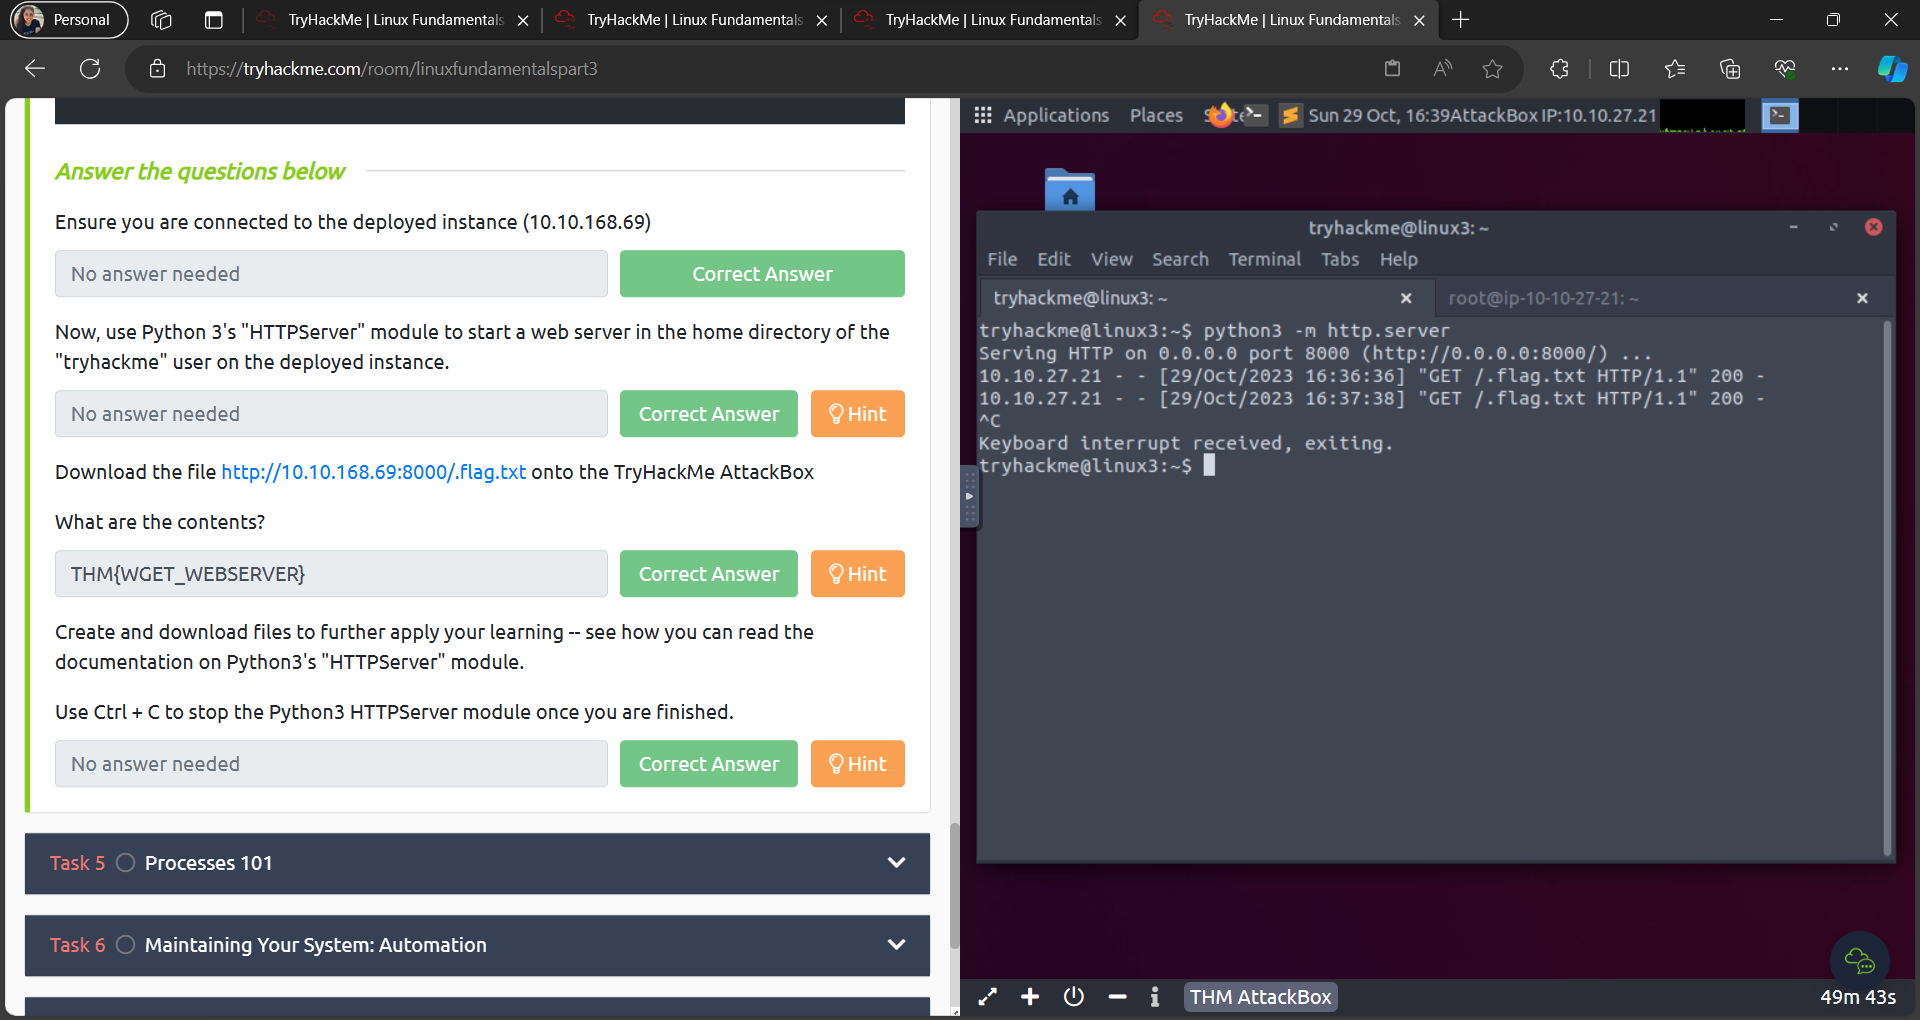 Personal
TryHackMe | Linux Fundamentals
TryHackMe | Linux Fundamentals
TryHackMe | Linux Fundamentals
TryHackMe | Linux Fundamentals
https://tryhackme.com/room/linuxfundamentalspart3
Answer the questions below
Ensure you are connected to the deployed instance (10.10.168.69)
No answer needed
Correct Answer
Now, use Python 3's "HTTPServer" module to start a web server in the home directory of the
"tryhackme" user on the deployed instance.
No answer needed
Correct Answer
Hint
Download the file http://10.10.168.69:8000/.flag.txt onto the TryHackMe AttackBox
What are the contents?
THM{WGET_WEBSERVER}
Correct Answer
Hint
Create and download files to further apply your learning -- see how you can read the
documentation on Python3's "HTTPServer" module.
Use Ctrl + C to stop the Python3 HTTPServer module once you are finished.
No answer needed
Correct Answer
Hint
Task 5 Processes 101
Task 6 Maintaining Your System: Automation
Applications Places
Sun 29 Oct, 16:39 AttackBox IP:10.10.27.21
tryhackme@linux3: ~
File Edit View Search Terminal Tabs Help
tryhackme@linux3: ~
root@ip-10-10-27-21: ~
tryhackme@linux3:~$ python3 -m http.server
Serving HTTP on 0.0.0.0 port 8000 (http://0.0.0.0:8000/) ...
10.10.27.21 - - [29/Oct/2023 16:36:36] "GET /.flag.txt HTTP/1.1" 200 -
10.10.27.21 - - [29/Oct/2023 16:37:38] "GET /.flag.txt HTTP/1.1" 200 -
^C
Keyboard interrupt received, exiting.
tryhackme@linux3:~$
THM AttackBox
49m 43s